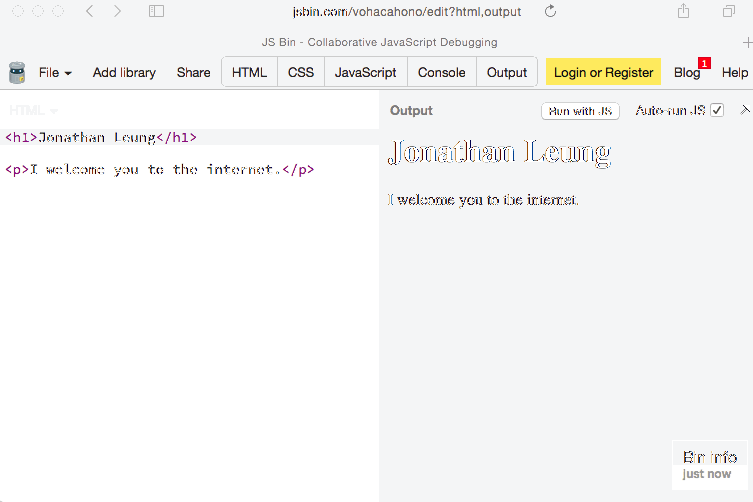 jsbin.com/vohacahono/edit?html,output
JS Bin - Collaborative JavaScript Debugging
File Add library Share HTML CSS JavaScript Console Output Login or Register Blog 1 Help
HTML
Output Run with JS Auto-run JS
<h1>Jonathan Leung</h1>
<p>I welcome you to the internet.</p>
Jonathan Leung
I welcome you to the internet.
Bin info
just now